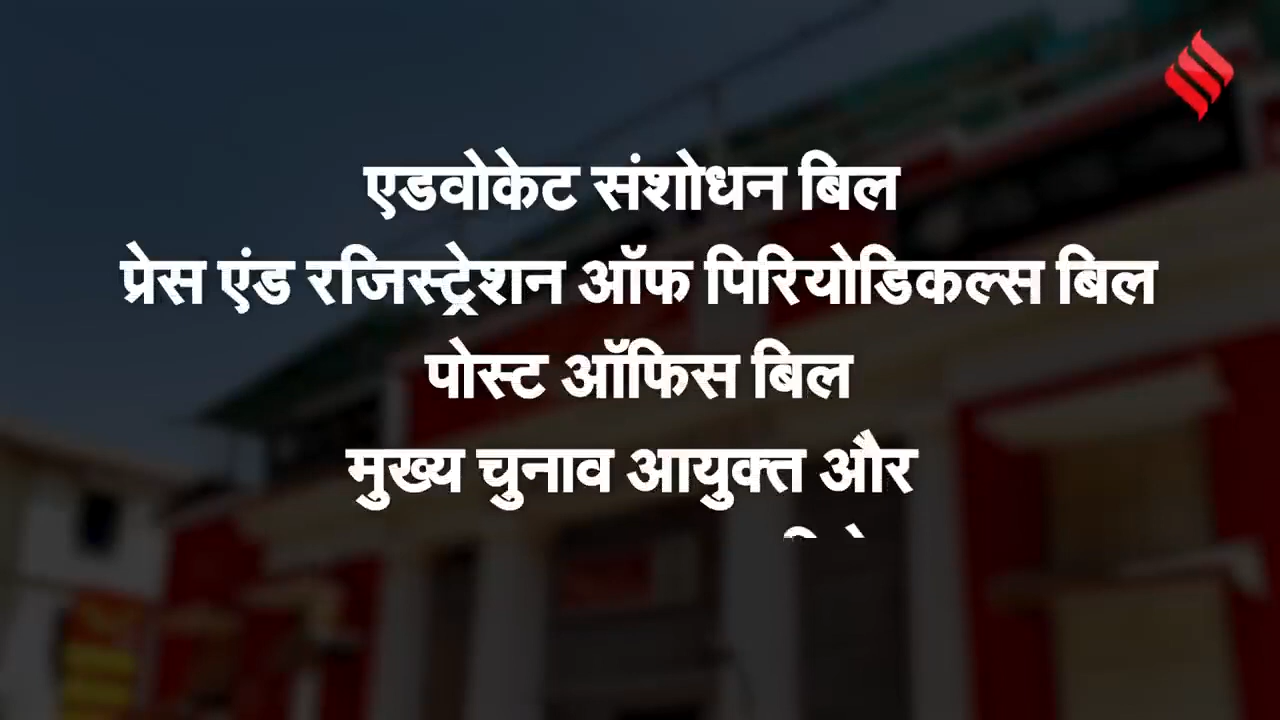 एडवोकेट संशोधन बिल
प्रेस एंड रजिस्ट्रेशन ऑफ पिरियोडिकल्स बिल
पोस्ट ऑफिस बिल
मुख्य चुनाव आयुक्त और